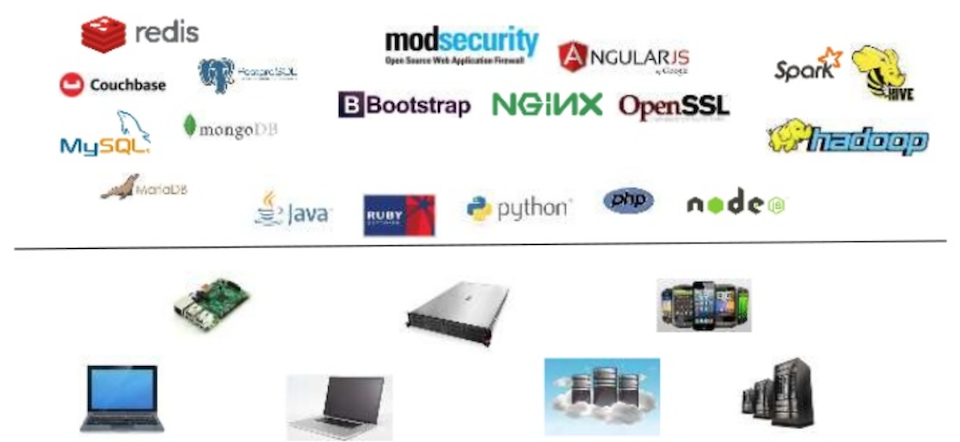 redis
modsecurity
Open Source Web Application Firewall
ANGULARJS
by Google
Spark
HIVE
Couchbase
PostgreSQL
B Bootstrap
NGiNX
OpenSSL
MySQL
mongoDB
hadoop
MariaDB
Java
RUBY
python
php
node
JS